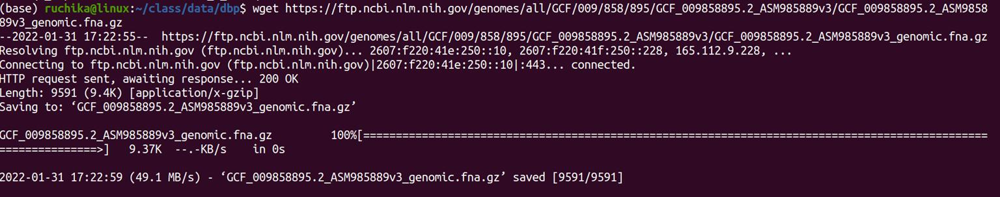 (base) ruchika@linux:~/class/data/dbp$ wget https://ftp.ncbi.nlm.nih.gov/genomes/all/GCF/009/858/895/GCF_009858895.2_ASM985889v3/GCF_009858895.2_ASM9858
89v3_genomic.fna.gz
--2022-01-31 17:22:55--  https://ftp.ncbi.nlm.nih.gov/genomes/all/GCF/009/858/895/GCF_009858895.2_ASM985889v3/GCF_009858895.2_ASM985889v3_genomic.fna.gz
Resolving ftp.ncbi.nlm.nih.gov (ftp.ncbi.nlm.nih.gov)... 2607:f220:41e:250::10, 2607:f220:41f:250::228, 165.112.9.228, ...
Connecting to ftp.ncbi.nlm.nih.gov (ftp.ncbi.nlm.nih.gov)|2607:f220:41e:250::10|:443... connected.
HTTP request sent, awaiting response... 200 OK
Length: 9591 (9.4K) [application/x-gzip]
Saving to: ‘GCF_009858895.2_ASM985889v3_genomic.fna.gz’
GCF_009858895.2_ASM985889v3_genomic.fna.gz         100%[================================================================================================
===============>]   9.37K  --.-KB/s    in 0s
2022-01-31 17:22:59 (49.1 MB/s) - ‘GCF_009858895.2_ASM985889v3_genomic.fna.gz’ saved [9591/9591]